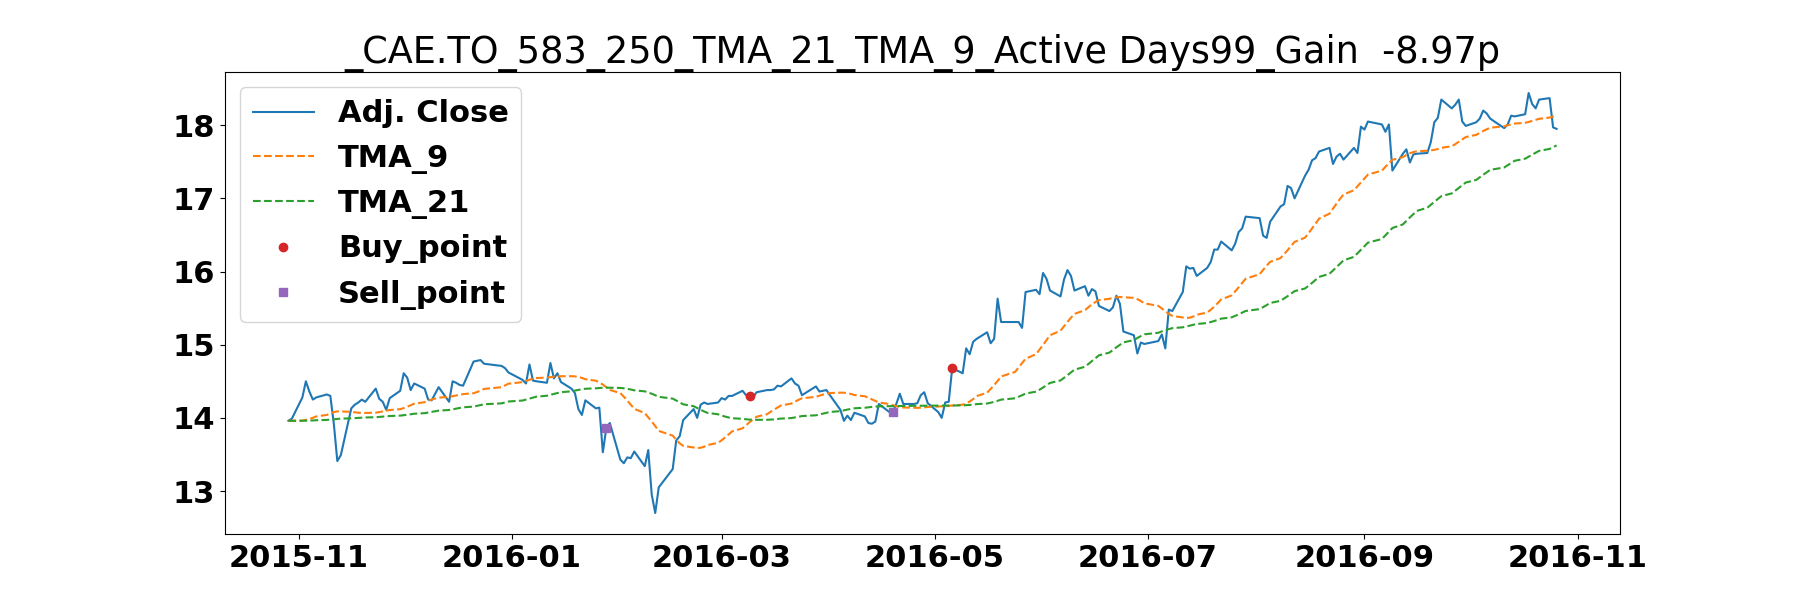 _CAE.TO_583_250_TMA_21_TMA_9_Active Days99_Gain  -8.97p
Adj. Close
TMA_9
TMA_21
Buy_point
Sell_point
18
17
16
15
14
13
2015-11
2016-01
2016-03
2016-05
2016-07
2016-09
2016-11